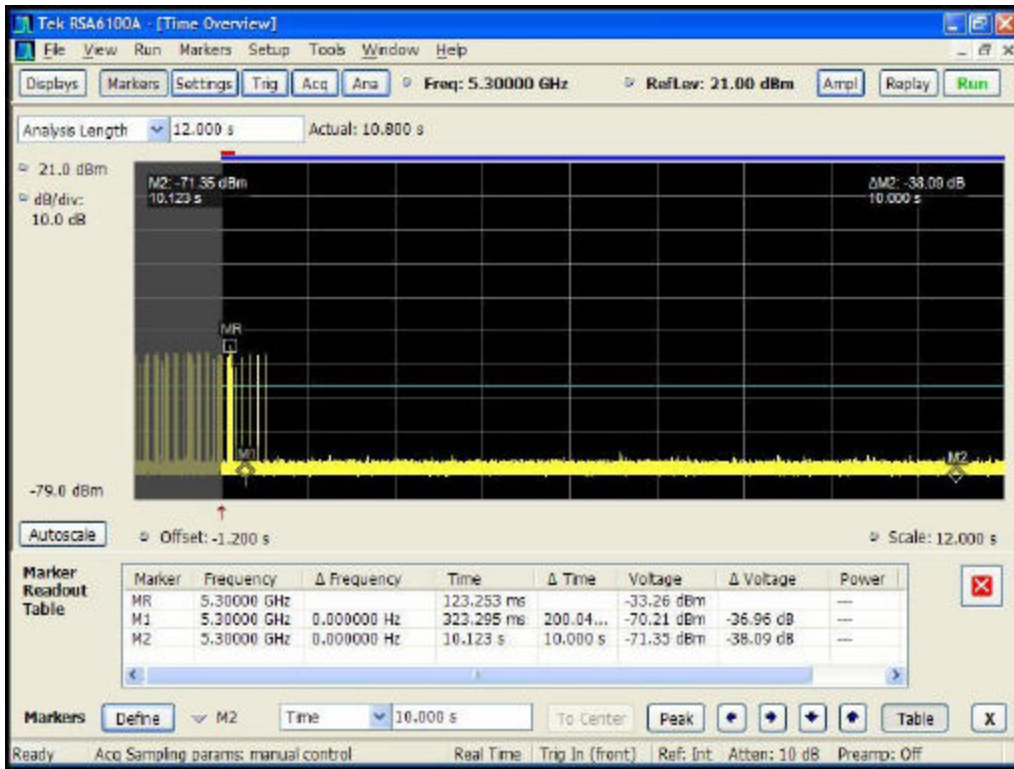 Tek RSA6100A - [Time Overview]
File View Run Markers Setup Tools Window Help
Displays Markers Settings Trig Acq Ana Freq: 5.30000 GHz RefLev: 21.00 dBm Ampl Replay Run
Analysis Length 12.000 s Actual: 10.800 s
21.0 dBm
dB/div:
10.0 dB
M2: -71.35 dBm
10.123 s
ΔM2: -38.09 dB
10.000 s
MR
M1
M2
-79.0 dBm
Autoscale Offset: -1.200 s Scale: 12.000 s
Marker
Readout
Table
Marker Frequency Δ Frequency Time Δ Time Voltage Δ Voltage Power
MR 5.30000 GHz 123.253 ms -33.26 dBm ---
M1 5.30000 GHz 0.000000 Hz 323.295 ms 200.04... -70.21 dBm -36.96 dB ---
M2 5.30000 GHz 0.000000 Hz 10.123 s 10.000 s -71.35 dBm -38.09 dB ---
Markers Define M2 Time 10.000 s To Center Peak Table X
Ready Acq Sampling params: manual control Real Time Trig In (front) Ref: Int Atten: 10 dB Preamp: Off